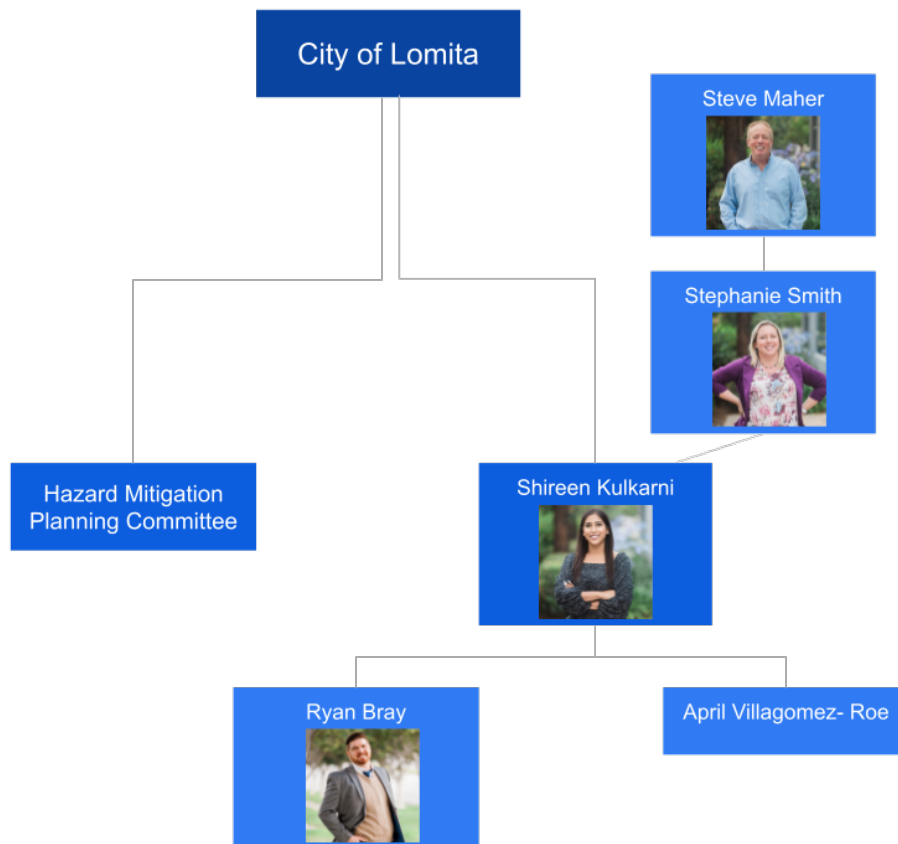 City of Lomita
Steve Maher
Stephanie Smith
Hazard Mitigation
Planning Committee
Shireen Kulkarni
Ryan Bray
April Villagomez- Roe